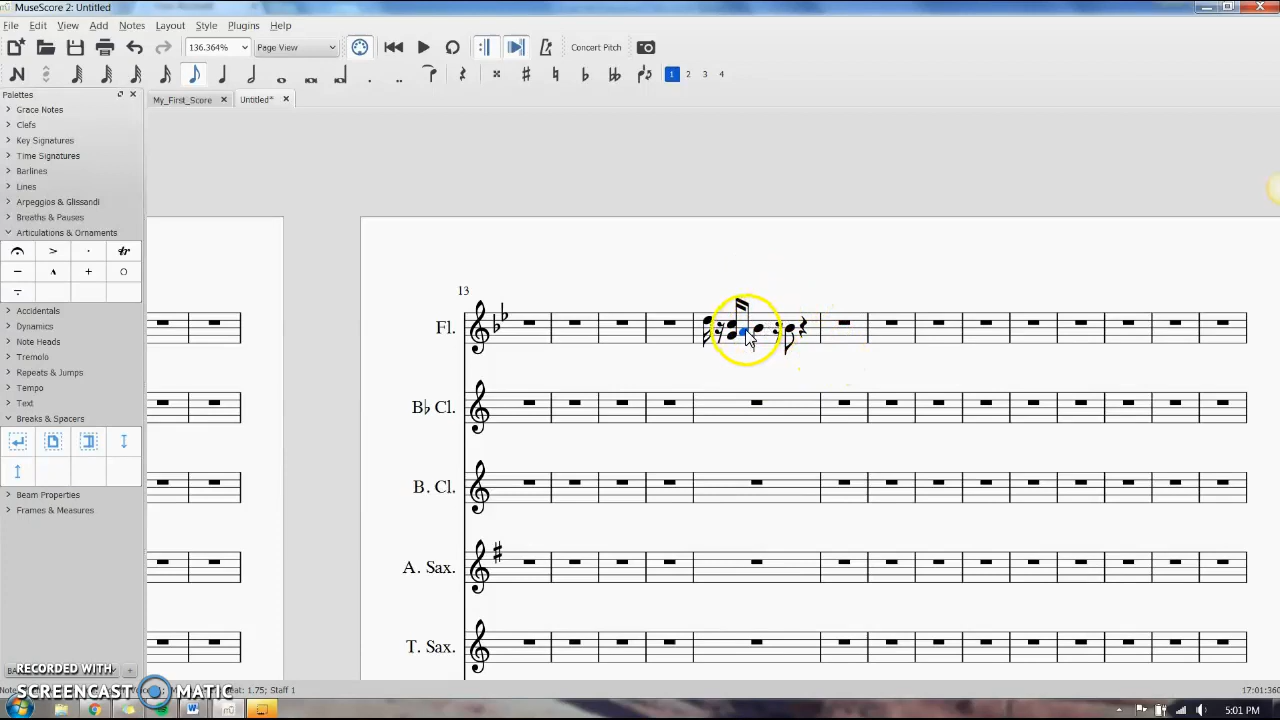 MuseScore 2: Untitled
File Edit View Add Notes Layout Style Plugins Help
136.364% Page View Concert Pitch
1 2 3 4
Palettes
My_First_Score Untitled*
Grace Notes
Clefs
Key Signatures
Time Signatures
Barlines
Lines
Arpeggios & Glissandi
Breaths & Pauses
Articulations & Ornaments
Accidentals
Dynamics
Note Heads
Tremolo
Repeats & Jumps
Tempo
Text
Breaks & Spacers
Beam Properties
Frames & Measures
13
Fl.
B♭ Cl.
B. Cl.
A. Sax.
T. Sax.
RECORDED WITH
SCREENCAST MATIC
1.75; Staff 1
17:01:360
5:01 PM